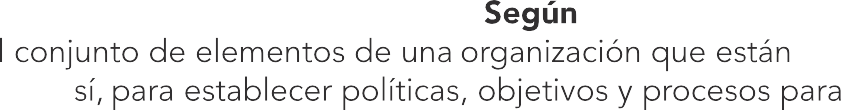 Según
l conjunto de elementos de una organización que están
sí, para establecer políticas, objetivos y procesos para